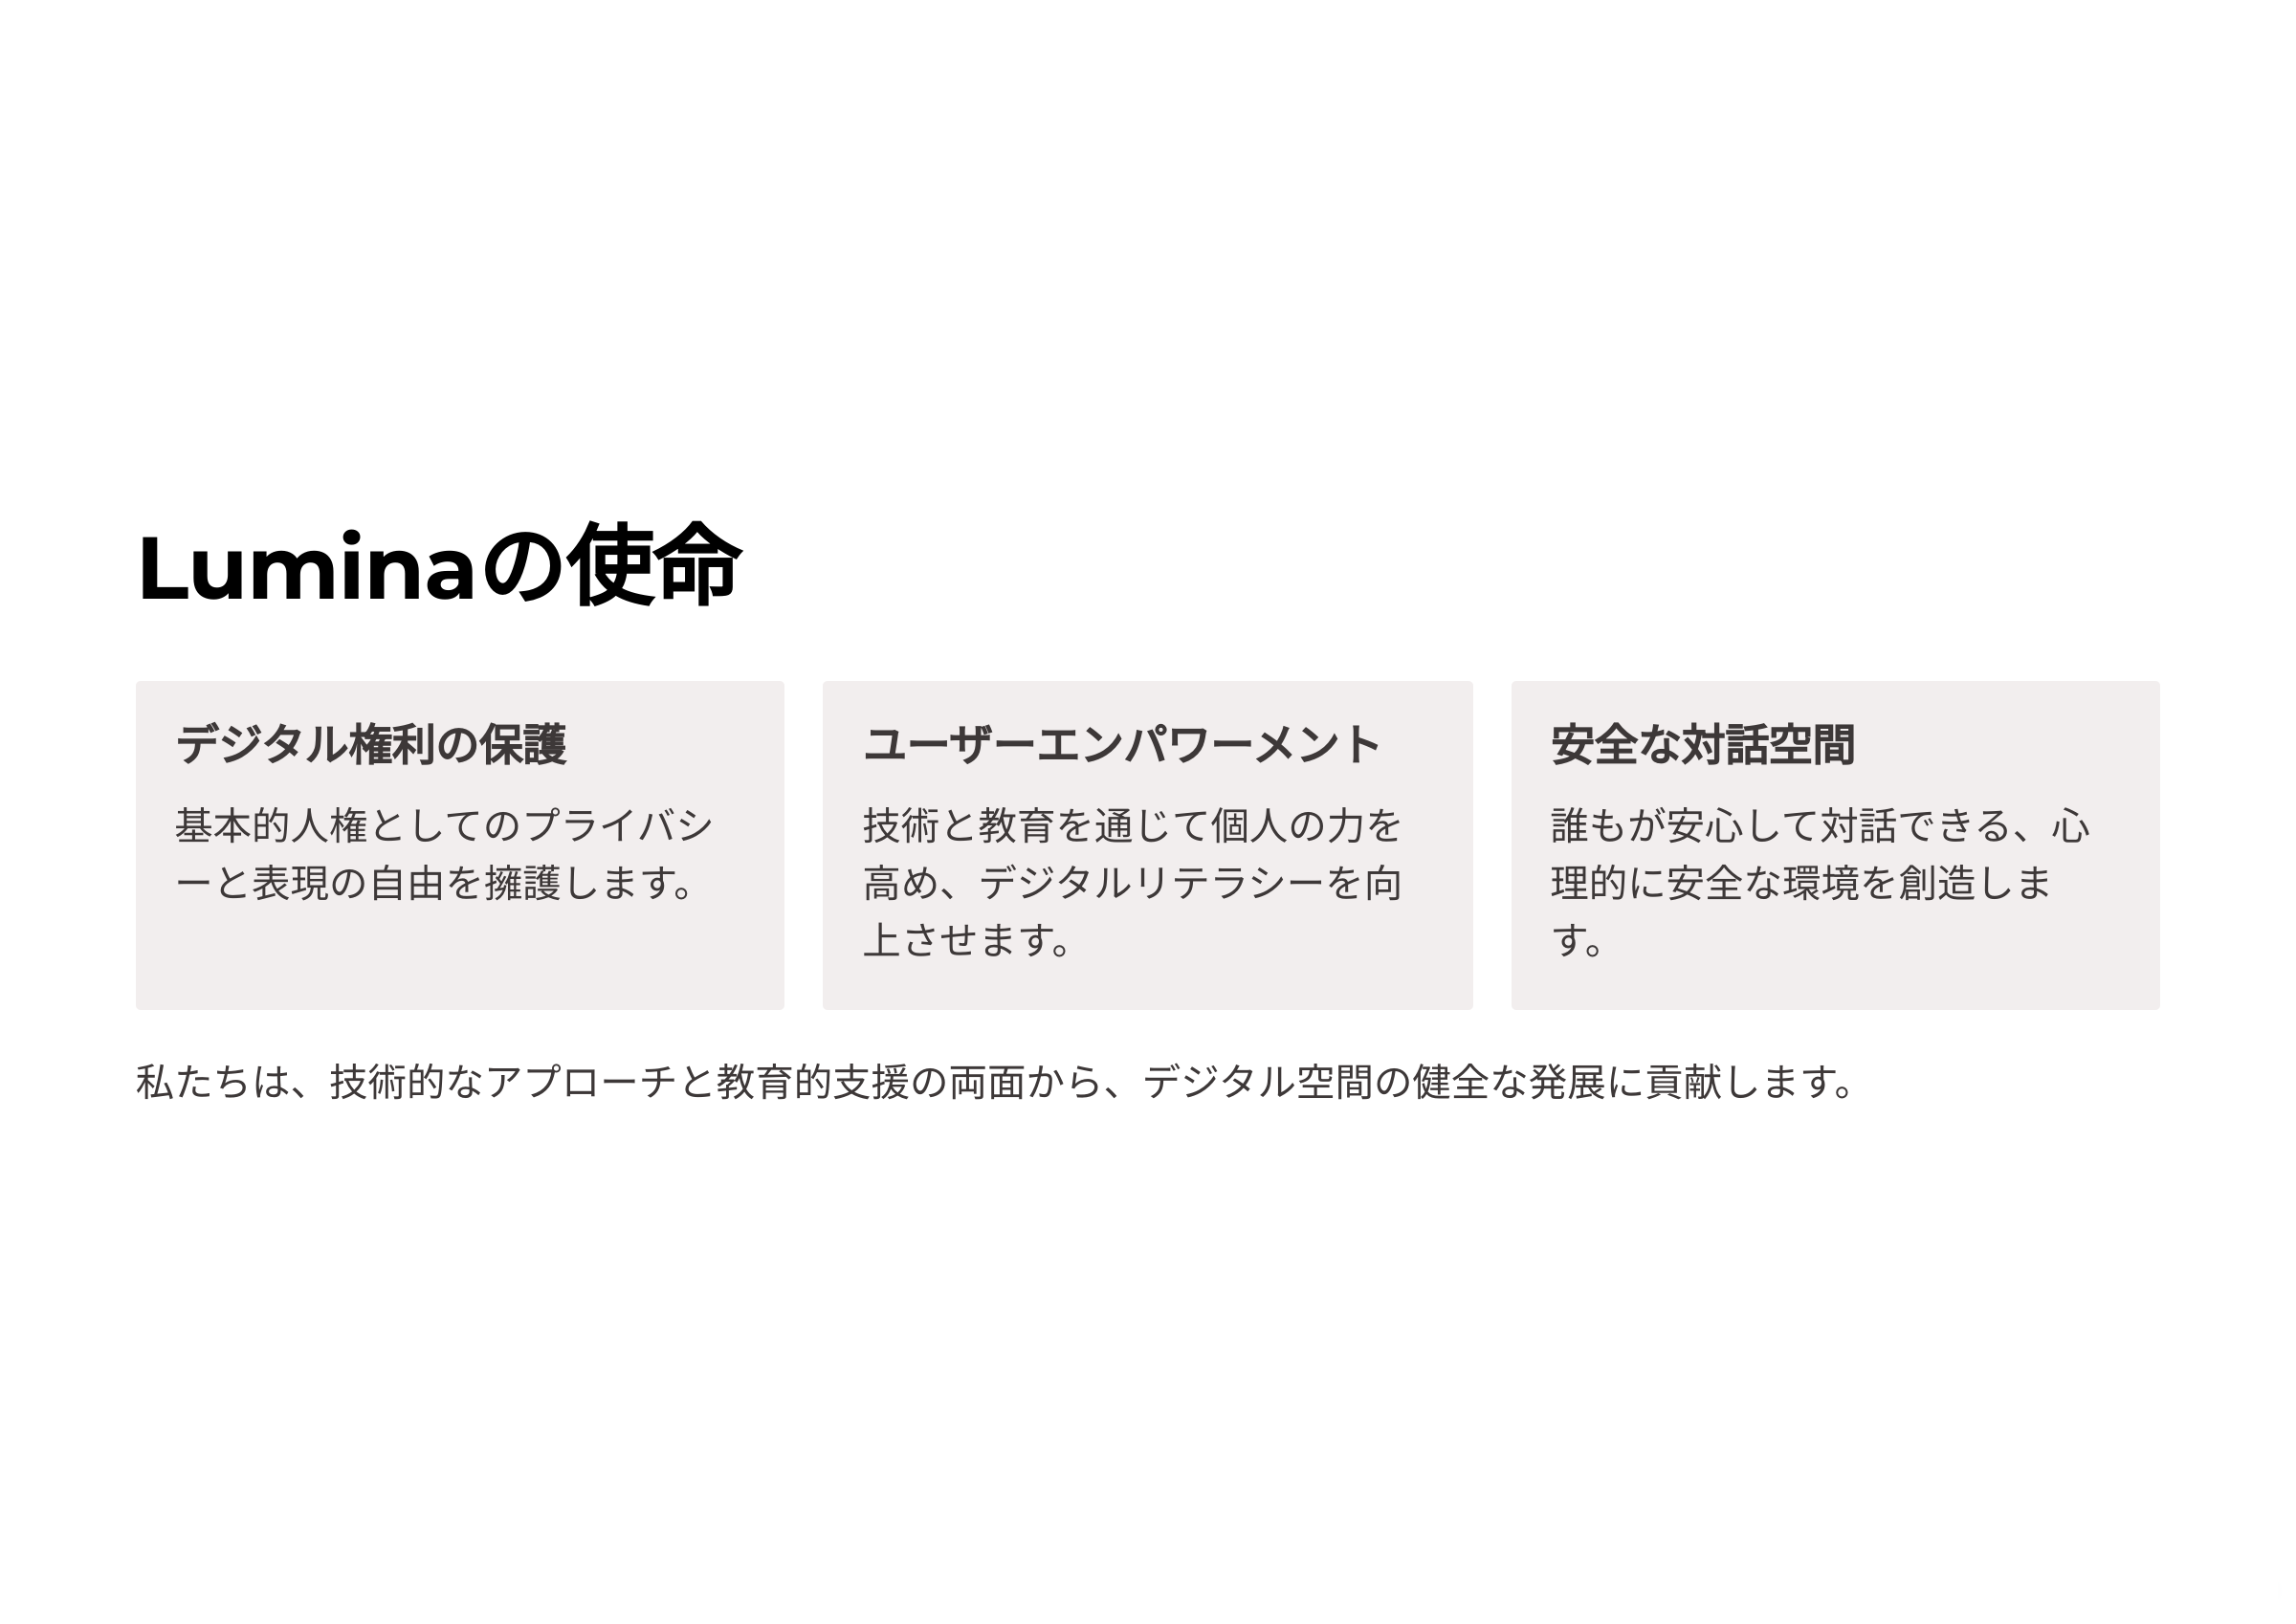 Luminaの使命
デジタル権利の保護
基本的人権としてのプライバシ
ーと表現の自由を擁護します。
ユーザーエンパワーメント
技術と教育を通じて個人の力を
高め、デジタルリテラシーを向
上させます。
安全な対話空間
誰もが安心して対話できる、心
理的に安全な環境を創造しま
す。
私たちは、技術的なアプローチと教育的支援の両面から、デジタル空間の健全な発展に貢献します。